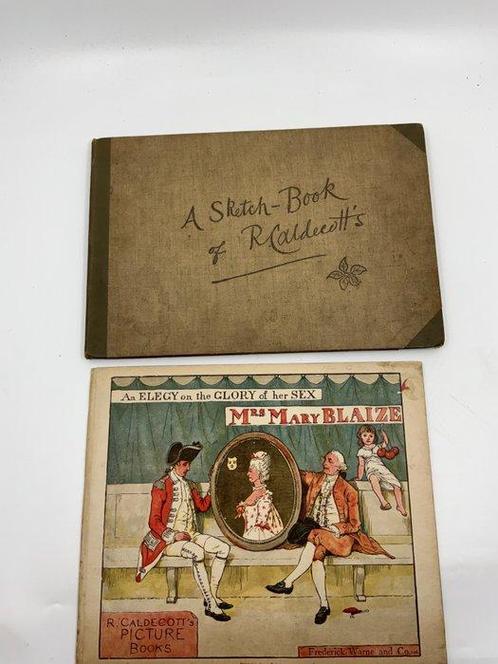 A Sketch-Book
of R. Caldecott's
An ELEGY on the GLORY of her SEX
MRS MARY BLAIZE
R. CALDECOTT's
PICTURE
BOOKS
Frederick Warne and Co.